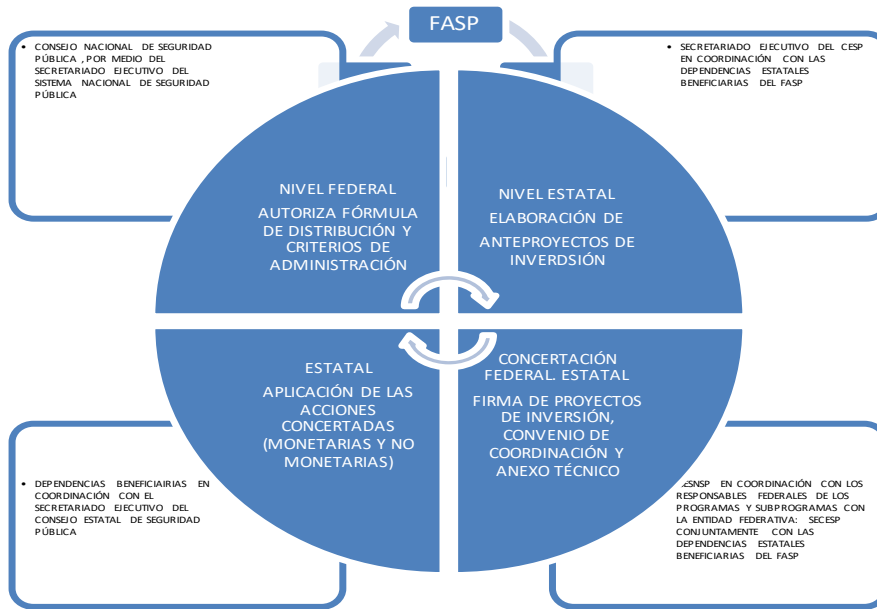 FASP
• CONSEJO NACIONAL DE SEGURIDAD
PÚBLICA , POR MEDIO DEL
SECRETARIADO EJECUTIVO DEL
SISTEMA NACIONAL DE SEGURIDAD
PÚBLICA
• SECRETARIADO EJECUTIVO DEL CESP
EN COORDINACIÓN CON LAS
DEPENDENCIAS ESTATALES
BENEFICIARIAS DEL FASP
NIVEL FEDERAL
AUTORIZA FÓRMULA
DE DISTRIBUCIÓN Y
CRITERIOS DE
ADMINISTRACIÓN
NIVEL ESTATAL
ELABORACIÓN DE
ANTEPROYECTOS DE
INVERDSIÓN
ESTATAL
APLICACIÓN DE LAS
ACCIONES
CONCERTADAS
(MONETARIAS Y NO
MONETARIAS)
CONCERTACIÓN
FEDERAL. ESTATAL
FIRMA DE PROYECTOS
DE INVERSIÓN,
CONVENIO DE
COORDINACIÓN Y
ANEXO TÉCNICO
• DEPENDENCIAS BENEFICIAIRIAS EN
COORDINACIÓN CON EL
SECRETARIADO EJECUTIVO DEL
CONSEJO ESTATAL DE SEGURIDAD
PÚBLICA
EN COORDINACIÓN CON LOS
RESPONSABLES FEDERALES DE LOS
PROGRAMAS Y SUBPROGRAMAS CON
LA ENTIDAD FEDERATIVA: SECESP
CONJUNTAMENTE CON LAS
DEPENDENCIAS ESTATALES
BENEFICIARIAS DEL FASP